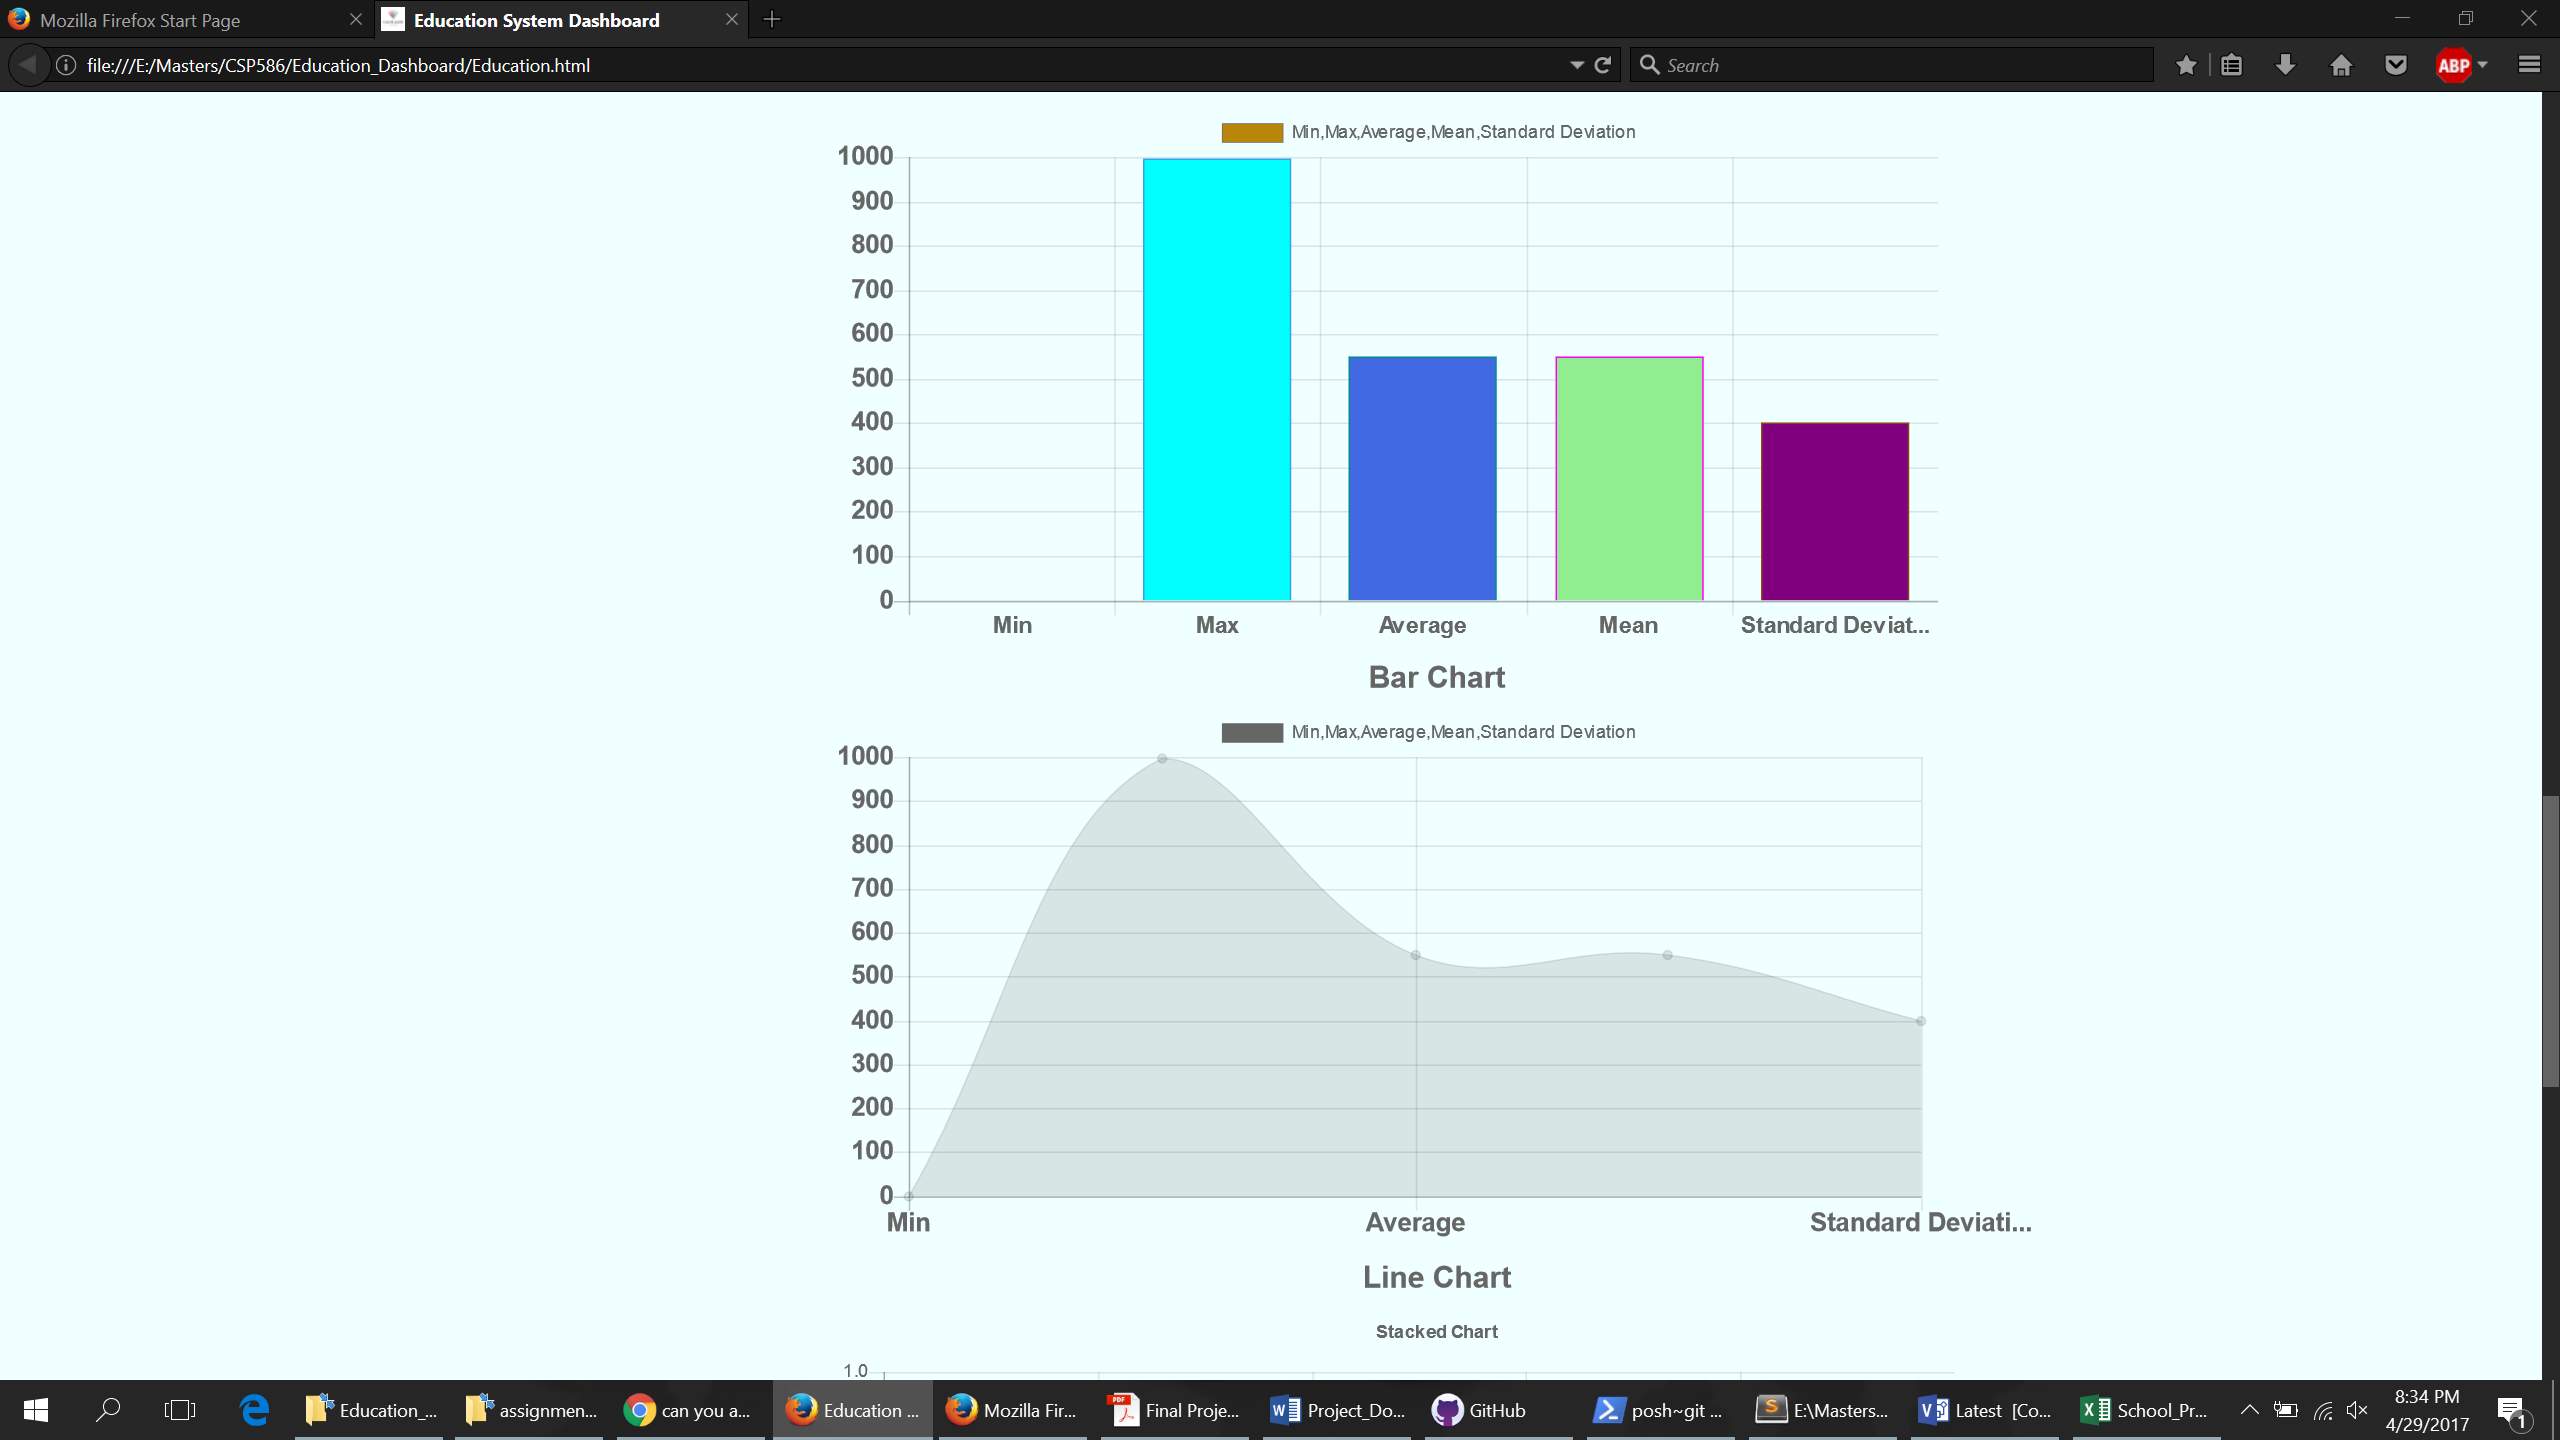 Mozilla Firefox Start Page
Education System Dashboard
file:///E:/Masters/CSP586/Education_Dashboard/Education.html
Search
ABP
Min,Max,Average,Mean,Standard Deviation
1000
900
800
700
600
500
400
300
200
100
0
Min Max Average Mean Standard Deviat...
Bar Chart
Min,Max,Average,Mean,Standard Deviation
1000
900
800
700
600
500
400
300
200
100
0
Min Average Standard Deviati...
Line Chart
Stacked Chart
1.0
Education_...
assignmen...
can you a...
Education ...
Mozilla Fir...
PDF
Final Proje...
Project_Do...
GitHub
posh~git ...
E:\Masters...
Latest [Co...
School_Pr...
8:34 PM
4/29/2017
1